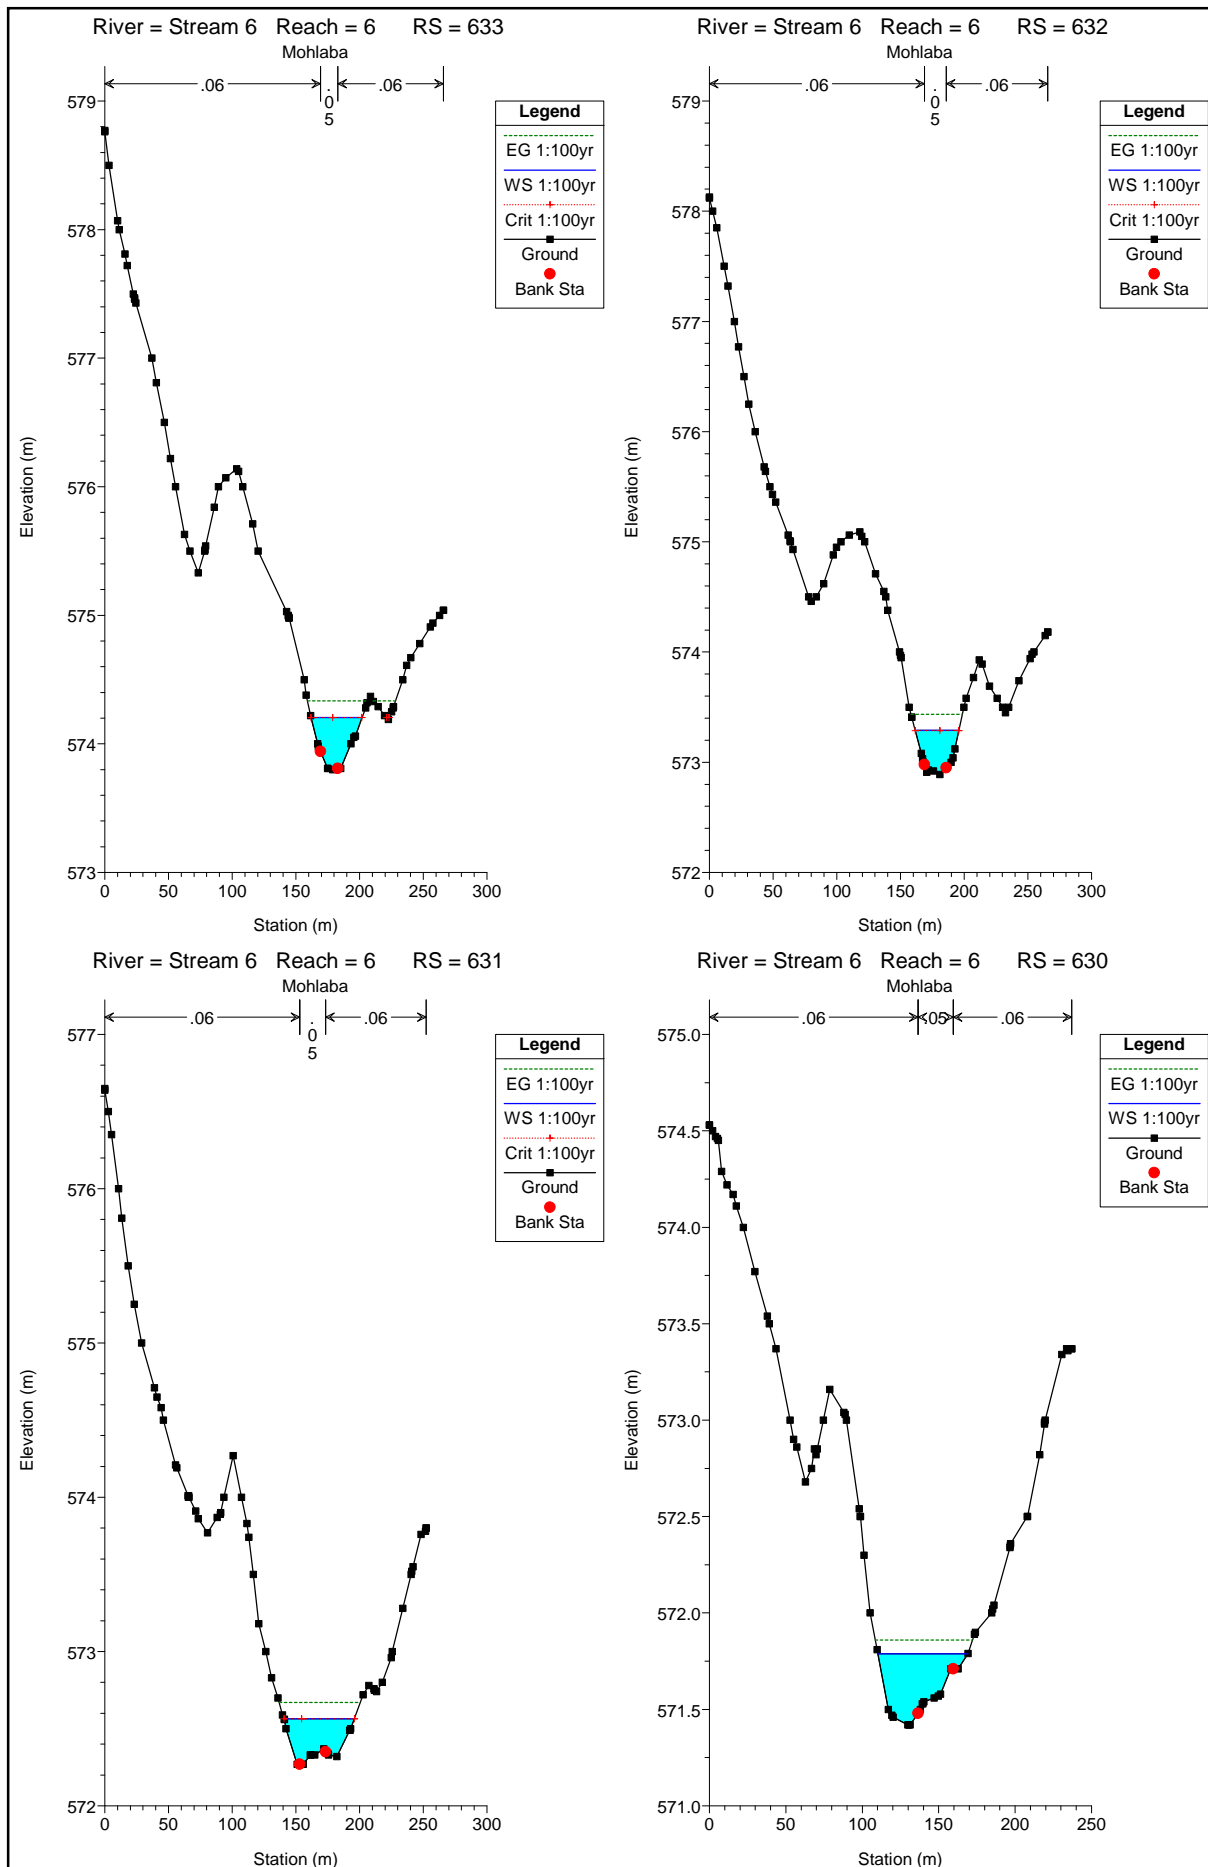 River = Stream 6 Reach = 6 RS = 633
Mohlaba
.06 .05 .06
Legend
EG 1:100yr
WS 1:100yr
Crit 1:100yr
Ground
Bank Sta
Elevation (m)
579
578
577
576
575
574
573
0 50 100 150 200 250 300
Station (m)
River = Stream 6 Reach = 6 RS = 632
Mohlaba
.06 .05 .06
Legend
EG 1:100yr
WS 1:100yr
Crit 1:100yr
Ground
Bank Sta
Elevation (m)
579
578
577
576
575
574
573
572
0 50 100 150 200 250 300
Station (m)
River = Stream 6 Reach = 6 RS = 631
Mohlaba
.06 .05 .06
Legend
EG 1:100yr
WS 1:100yr
Crit 1:100yr
Ground
Bank Sta
Elevation (m)
577
576
575
574
573
572
0 50 100 150 200 250 300
Station (m)
River = Stream 6 Reach = 6 RS = 630
Mohlaba
.06 .05 .06
Legend
EG 1:100yr
WS 1:100yr
Ground
Bank Sta
Elevation (m)
575.0
574.5
574.0
573.5
573.0
572.5
572.0
571.5
571.0
0 50 100 150 200 250
Station (m)